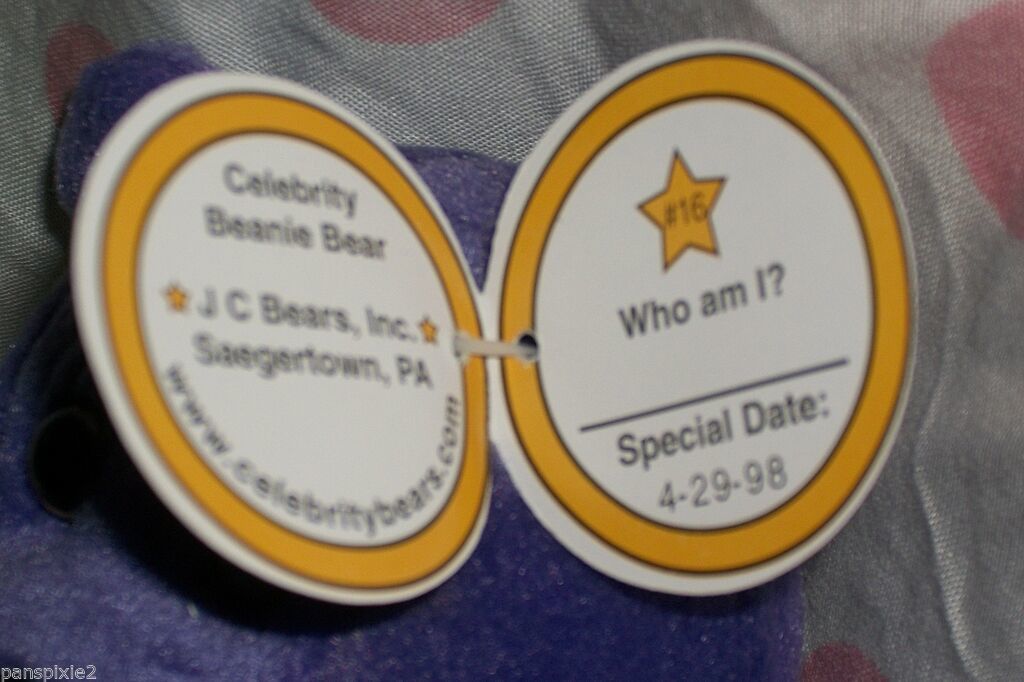 Celebrity
Beanie Bear
J C Bears, Inc.
Saegertown, PA
www.celebritybears.com
#16
Who am I?
Special Date:
4-29-98
panspixie2